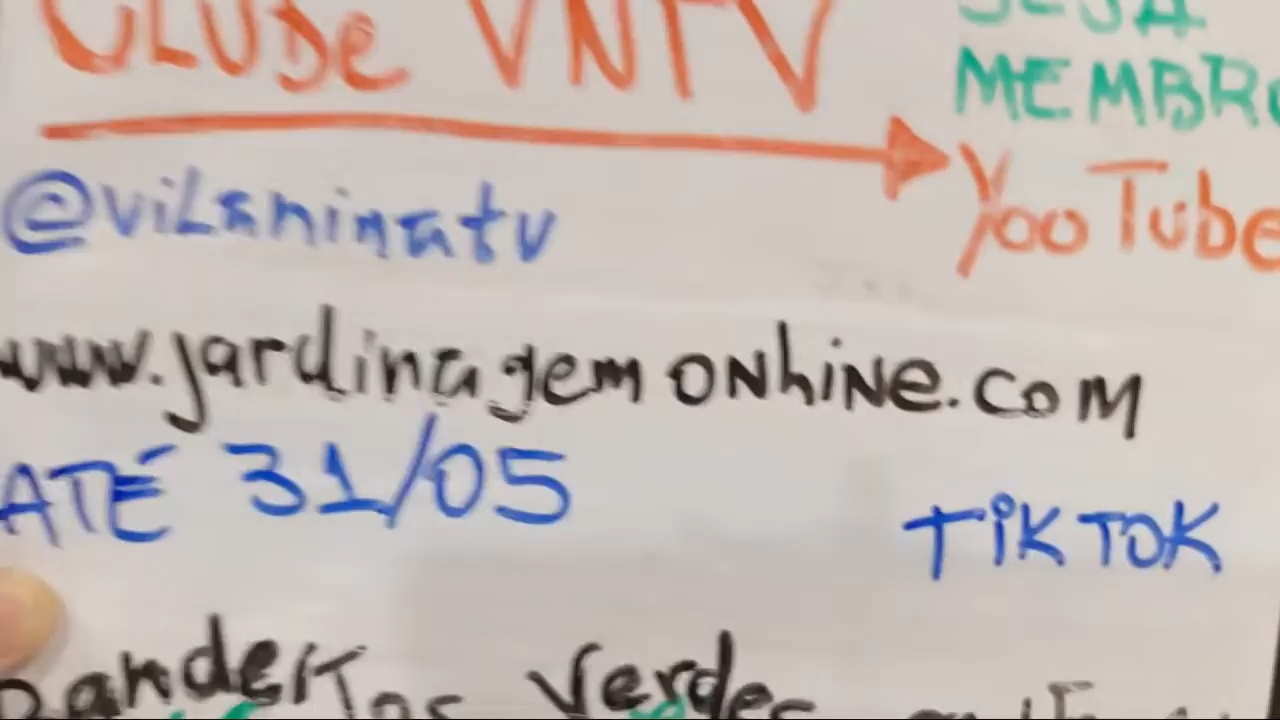 CLUBe VNTV
SEJA
MEMBRO
YouTube
@viLaninatv
www.jardinagemonhine.com
ATÉ 31/05
TiKTOK
Verdes